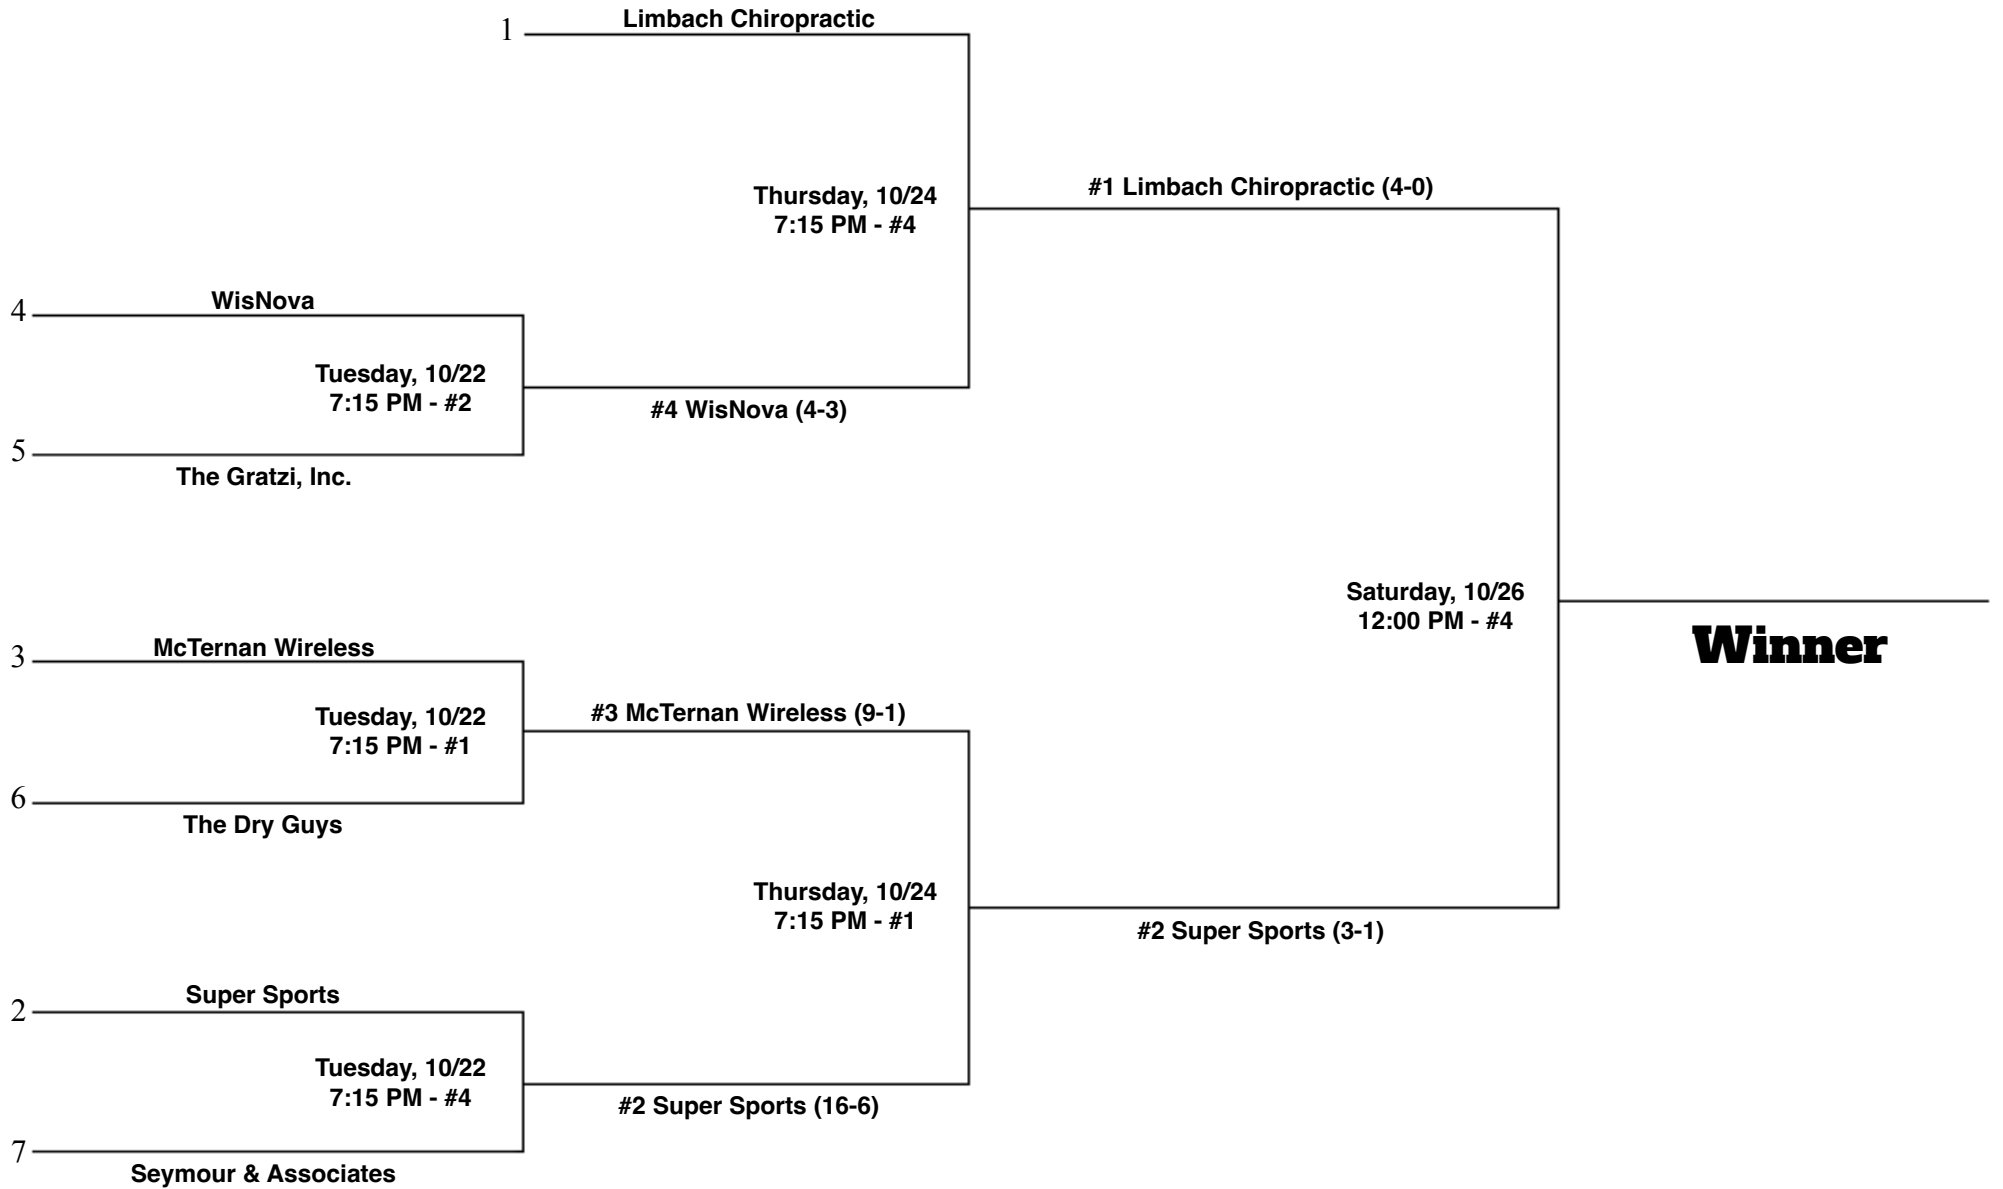 1
Limbach Chiropractic
Thursday, 10/24
7:15 PM - #4
#1 Limbach Chiropractic (4-0)
4
WisNova
Tuesday, 10/22
7:15 PM - #2
#4 WisNova (4-3)
5
The Gratzi, Inc.
Saturday, 10/26
12:00 PM - #4
Winner
3
McTernan Wireless
Tuesday, 10/22
7:15 PM - #1
#3 McTernan Wireless (9-1)
6
The Dry Guys
Thursday, 10/24
7:15 PM - #1
#2 Super Sports (3-1)
2
Super Sports
Tuesday, 10/22
7:15 PM - #4
#2 Super Sports (16-6)
7
Seymour & Associates